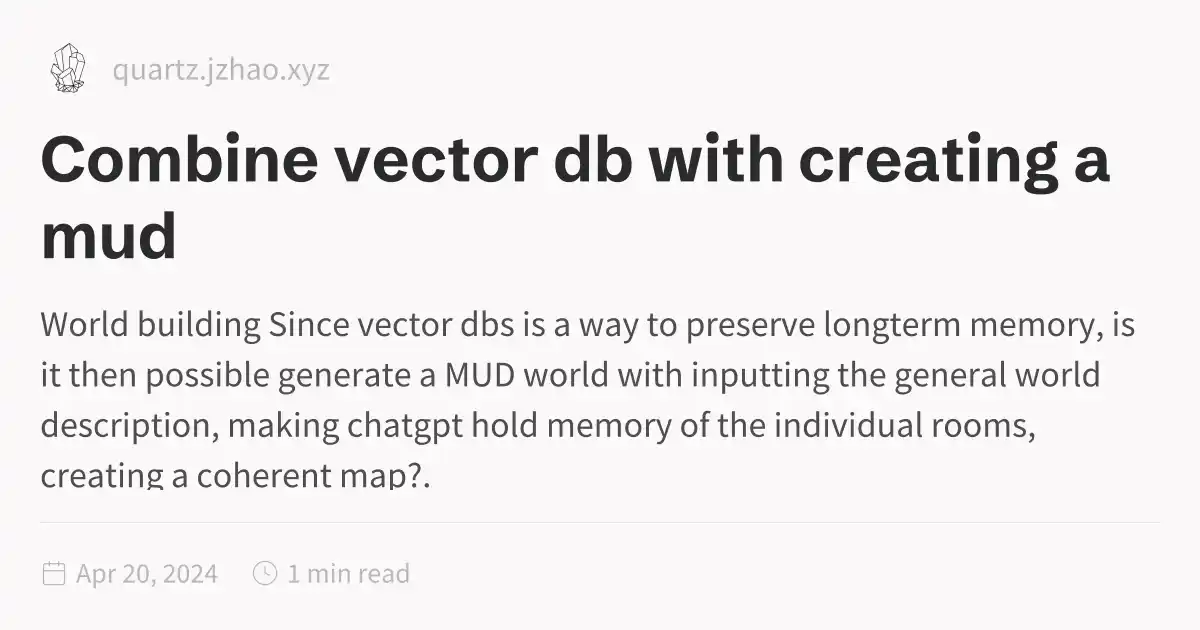 quartz.jzhao.xyz
Combine vector db with creating a
mud
World building Since vector dbs is a way to preserve longterm memory, is
it then possible generate a MUD world with inputting the general world
description, making chatgpt hold memory of the individual rooms,
creating a coherent map?.
Apr 20, 2024 1 min read